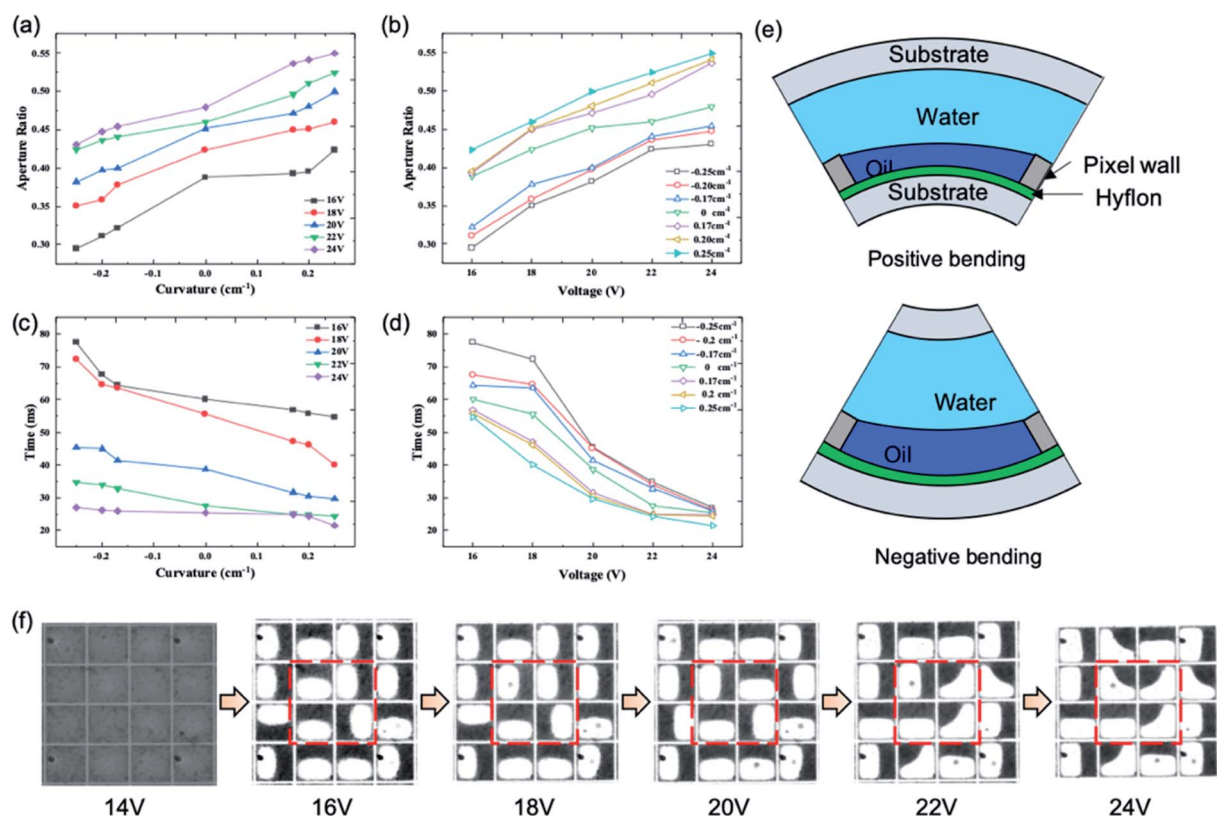 (a)
Aperture Ratio
0.55
0.50
0.45
0.40
0.35
0.30
16V
18V
20V
22V
24V
-0.2
-0.1
0.0
0.1
0.2
Curvature (cm⁻¹)
(b)
Aperture Ratio
0.55
0.50
0.45
0.40
0.35
0.30
-0.25cm⁻¹
-0.20cm⁻¹
-0.17cm⁻¹
0 cm⁻¹
0.17cm⁻¹
0.20cm⁻¹
0.25cm⁻¹
16
18
20
22
24
Voltage (V)
(c)
Time (ms)
80
70
60
50
40
30
20
16V
18V
20V
22V
24V
-0.2
-0.1
0.0
0.1
0.2
Curvature (cm⁻¹)
(d)
Time (ms)
80
70
60
50
40
30
20
-0.25cm⁻¹
- 0.2 cm⁻¹
-0.17cm⁻¹
0 cm⁻¹
0.17cm⁻¹
0.2 cm⁻¹
0.25cm⁻¹
16
18
20
22
24
Voltage (V)
(e)
Substrate
Water
Oil
Substrate
Pixel wall
Hyflon
Positive bending
Water
Oil
Negative bending
(f)
14V
16V
18V
20V
22V
24V